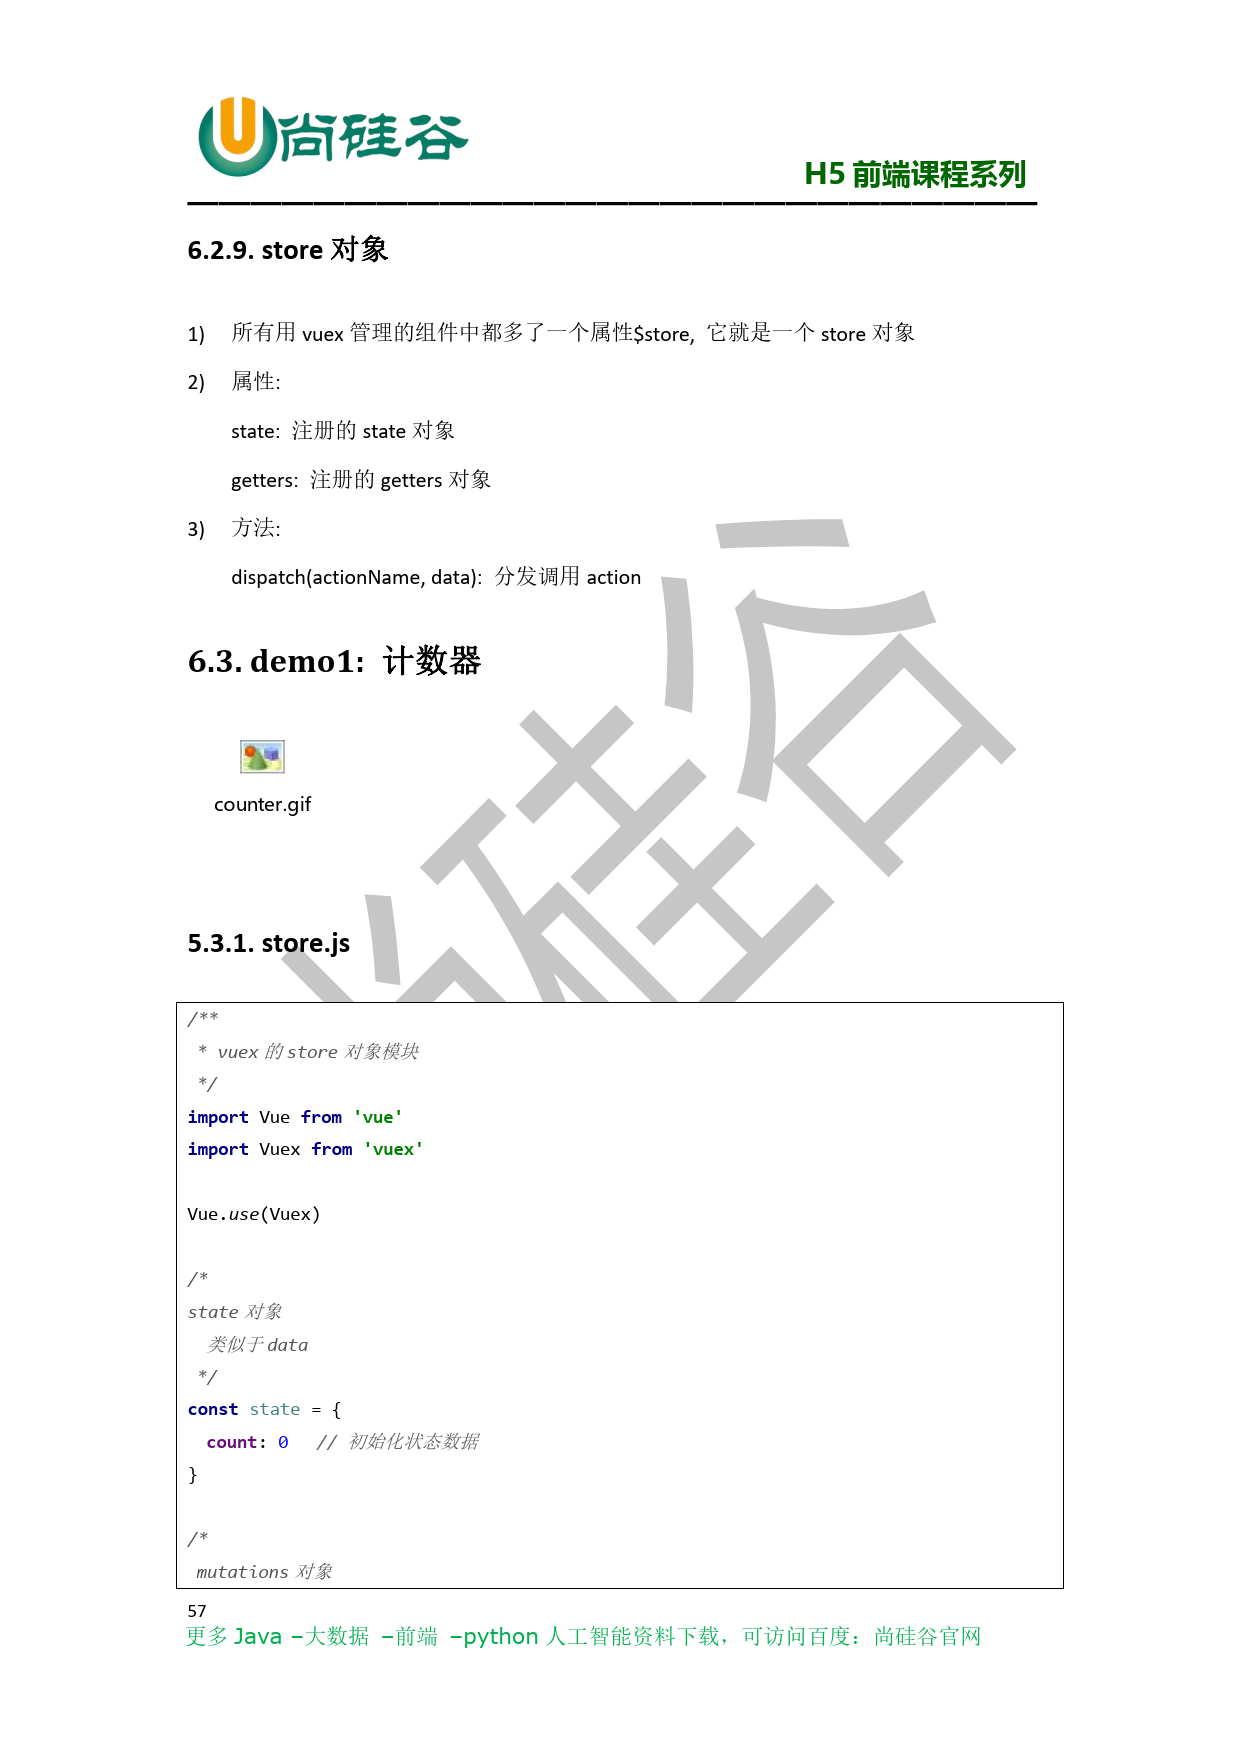 尚硅谷
H5 前端课程系列
6.2.9. store 对象
1) 所有用 vuex 管理的组件中都多了一个属性$store, 它就是一个 store 对象
2) 属性:
state: 注册的 state 对象
getters: 注册的 getters 对象
3) 方法:
dispatch(actionName, data): 分发调用 action
6.3. demo1: 计数器
counter.gif
5.3.1. store.js
/**
 * vuex 的 store 对象模块
 */
import Vue from 'vue'
import Vuex from 'vuex'
Vue.use(Vuex)
/*
state 对象
  类似于 data
 */
const state = {
  count: 0   // 初始化状态数据
}
/*
 mutations 对象
57
更多 Java –大数据 –前端 –python 人工智能资料下载，可访问百度：尚硅谷官网
尚硅谷